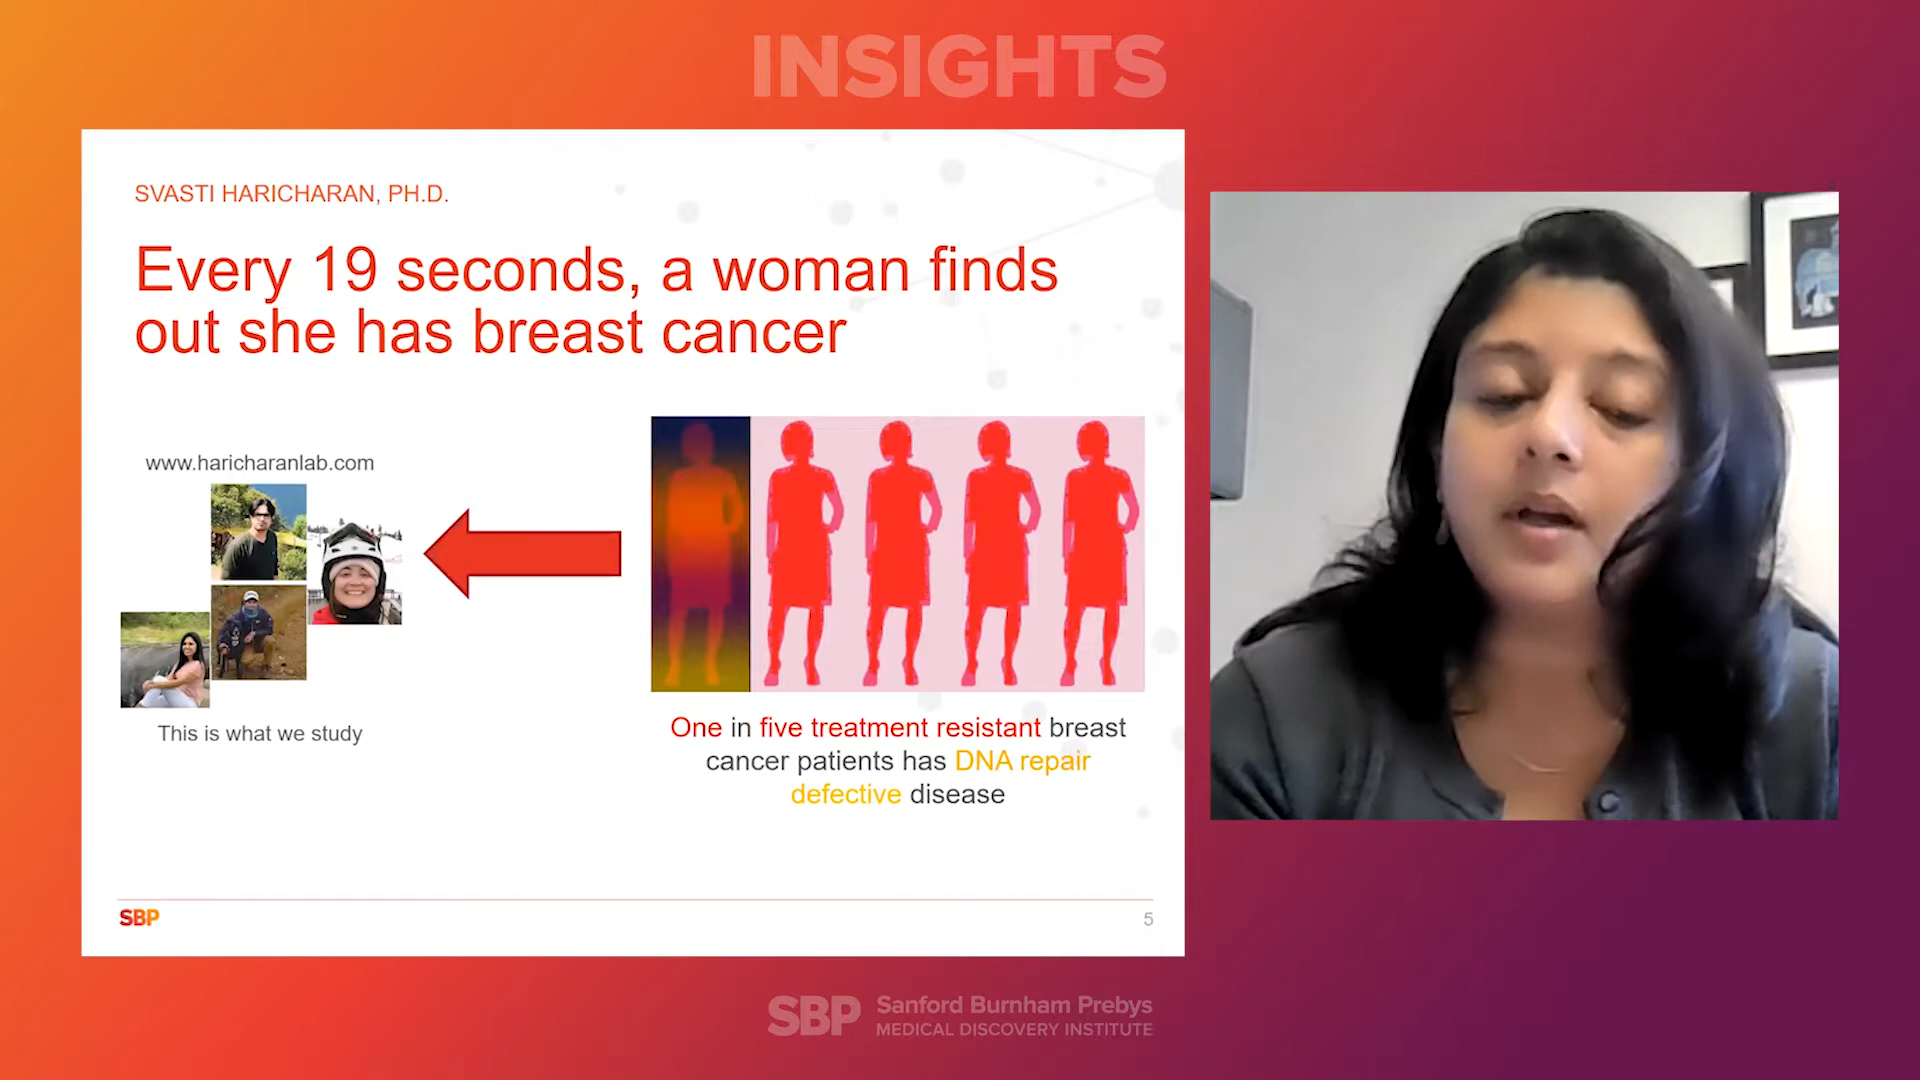 INSIGHTS
SVASTI HARICHARAN, PH.D.
Every 19 seconds, a woman finds
out she has breast cancer
www.haricharanlab.com
This is what we study
One in five treatment resistant breast
cancer patients has DNA repair
defective disease
SBP
5
SBP
Sanford Burnham Prebys
MEDICAL DISCOVERY INSTITUTE